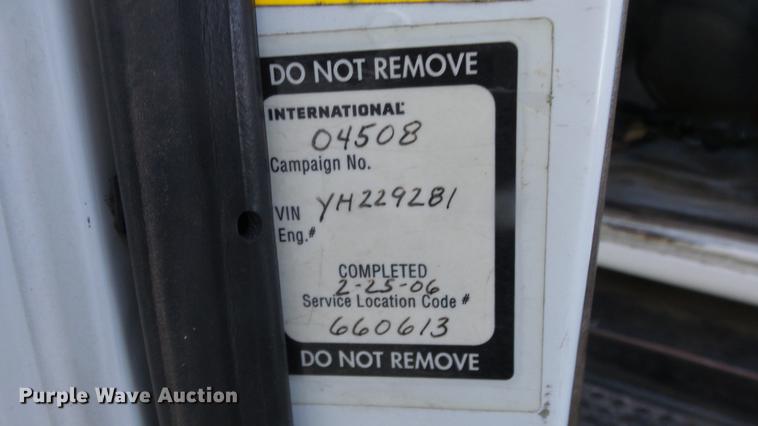 DO NOT REMOVE
INTERNATIONAL
04508
Campaign No.
VIN YH229281
Eng.#
COMPLETED
2-25-06
Service Location Code #
660613
DO NOT REMOVE
Purple Wave Auction